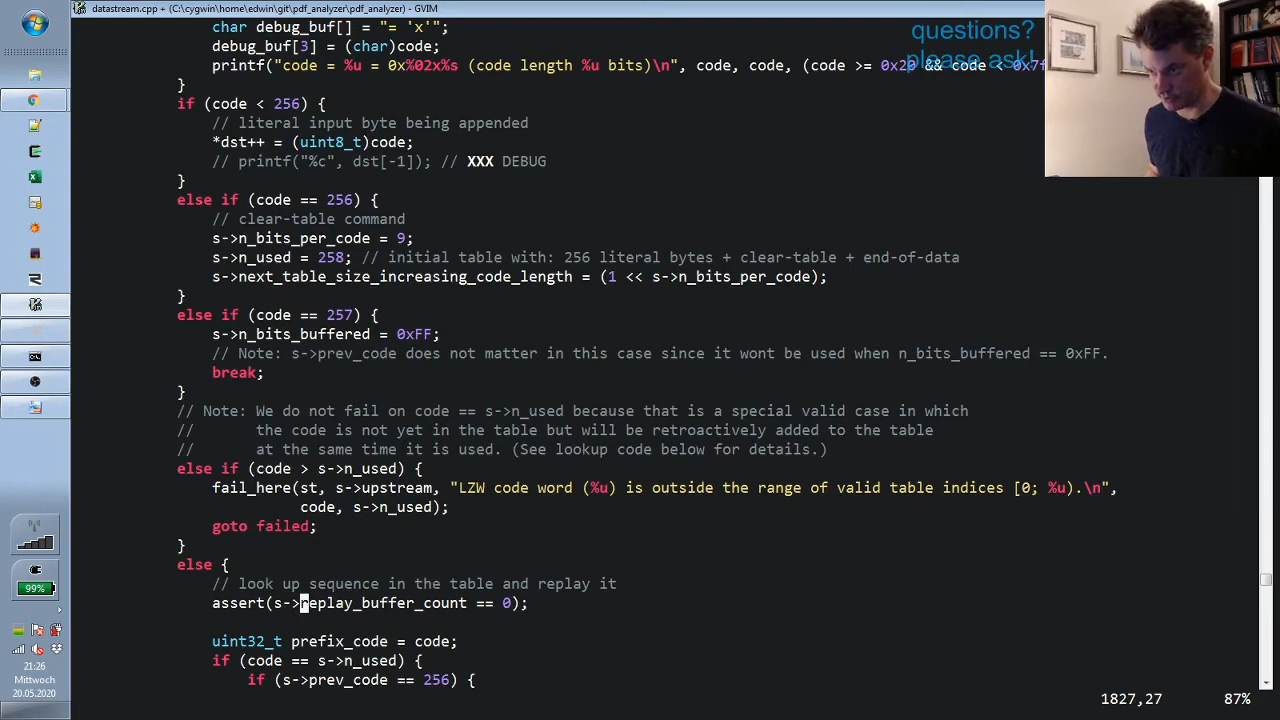 datastream.cpp + (C:\cygwin\home\edwin\git\pdf_analyzer\pdf_analyzer) - GVIM
char debug_buf[] = "= 'x'";
debug_buf[3] = (char)code;
printf("code = %u = 0x%02x%s (code length %u bits)\n", code, code, (code >= 0x20 && code < 0x7f
}
if (code < 256) {
// literal input byte being appended
*dst++ = (uint8_t)code;
// printf("%c", dst[-1]); // XXX DEBUG
}
else if (code == 256) {
// clear-table command
s->n_bits_per_code = 9;
s->n_used = 258; // initial table with: 256 literal bytes + clear-table + end-of-data
s->next_table_size_increasing_code_length = (1 << s->n_bits_per_code);
}
else if (code == 257) {
s->n_bits_buffered = 0xFF;
// Note: s->prev_code does not matter in this case since it wont be used when n_bits_buffered == 0xFF.
break;
}
// Note: We do not fail on code == s->n_used because that is a special valid case in which
// the code is not yet in the table but will be retroactively added to the table
// at the same time it is used. (See lookup code below for details.)
else if (code > s->n_used) {
fail_here(st, s->upstream, "LZW code word (%u) is outside the range of valid table indices [0; %u).\n",
code, s->n_used);
goto failed;
}
else {
// look up sequence in the table and replay it
assert(s->replay_buffer_count == 0);
uint32_t prefix_code = code;
if (code == s->n_used) {
if (s->prev_code == 256) {
1827,27 87%
questions?
please ask!
99%
21:26
Mittwoch
20.05.2020